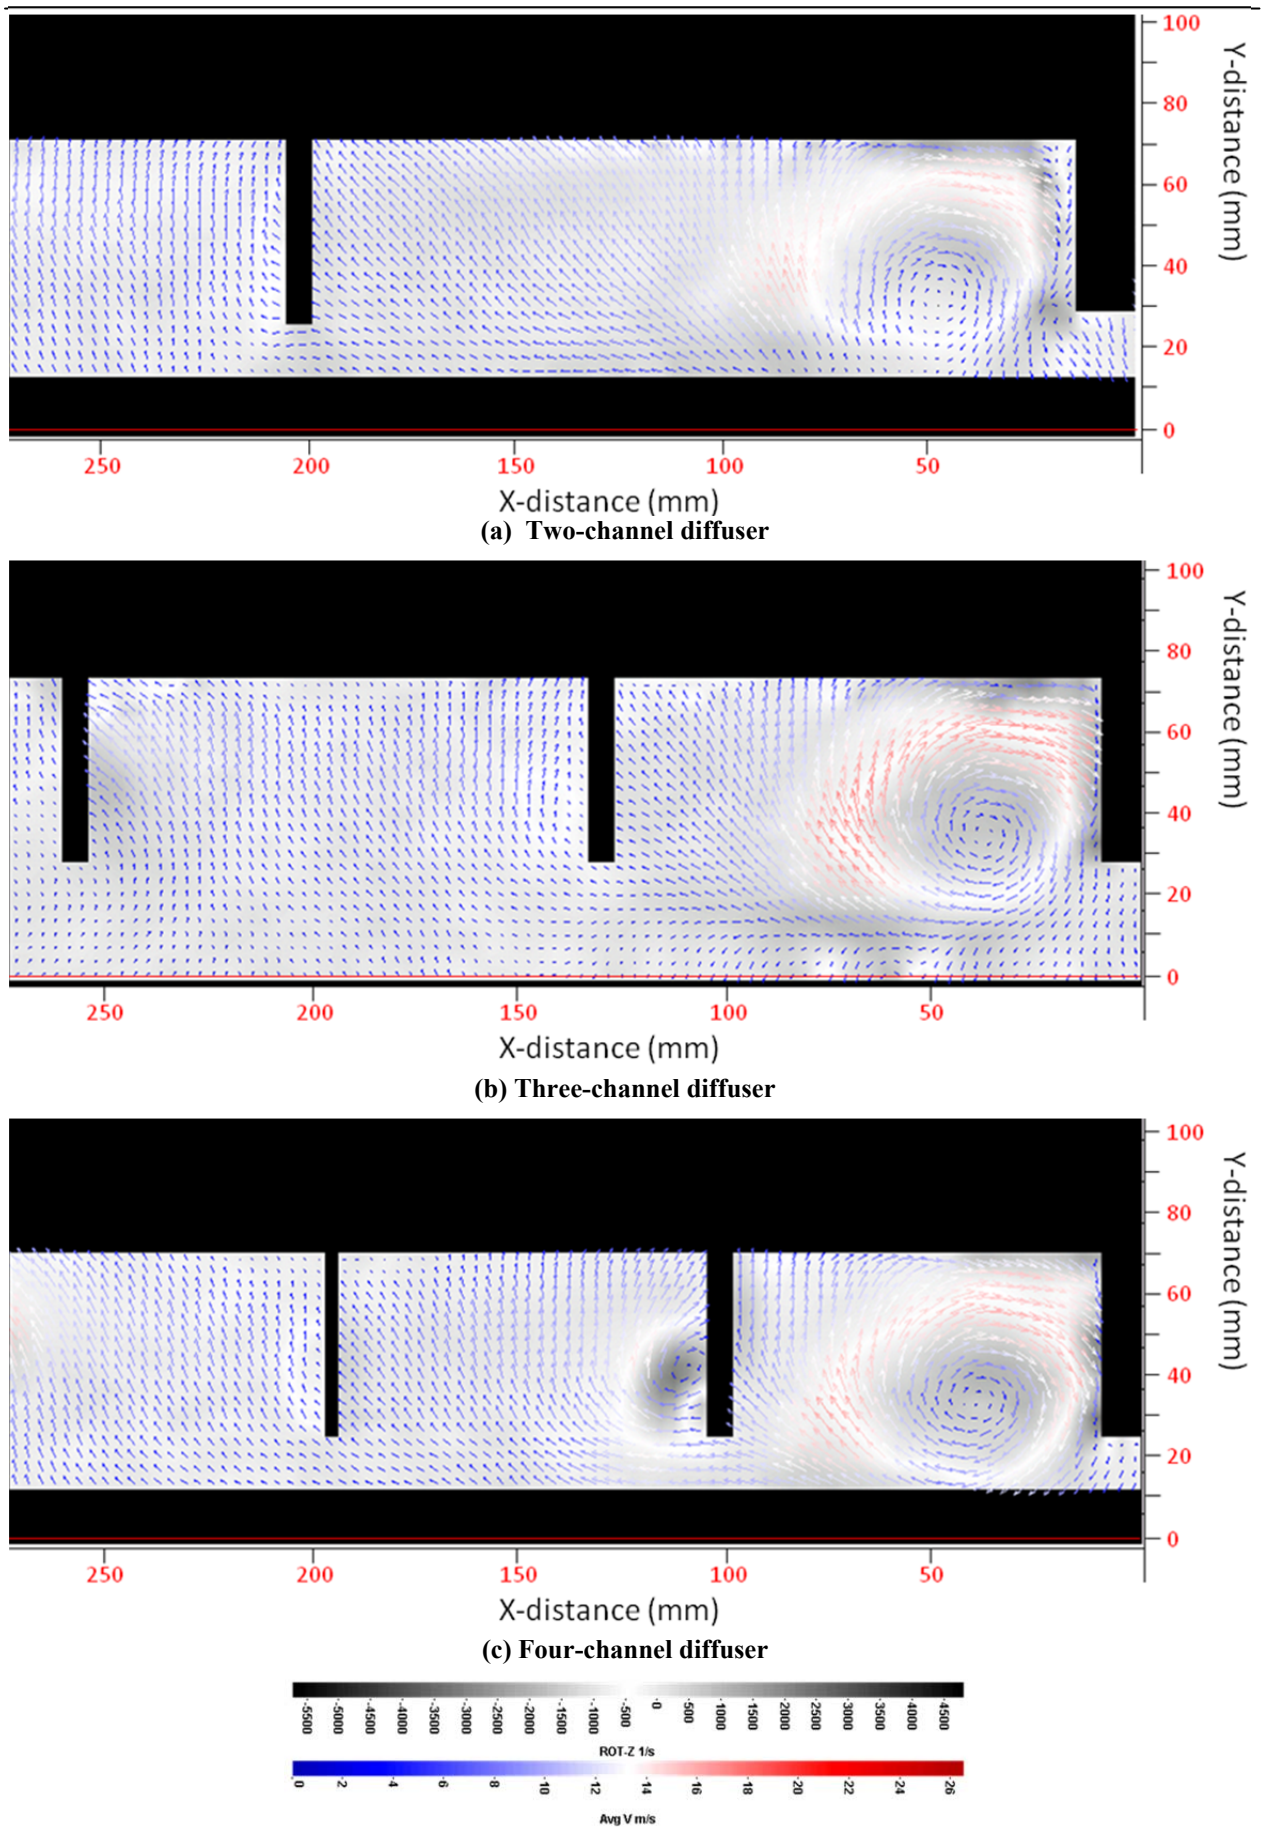 100
80
60
40
20
0
Y-distance (mm)
250 200 150 100 50
X-distance (mm)
(a) Two-channel diffuser
100
80
60
40
20
0
Y-distance (mm)
250 200 150 100 50
X-distance (mm)
(b) Three-channel diffuser
100
80
60
40
20
0
Y-distance (mm)
250 200 150 100 50
X-distance (mm)
(c) Four-channel diffuser
-5500 -5000 -4500 -4000 -3500 -3000 -2500 -2000 -1500 -1000 -500 0 500 1000 1500 2000 2500 3000 3500 4000 4500
ROT-Z 1/s
0 2 4 6 8 10 12 14 16 18 20 22 24 26
Avg V m/s